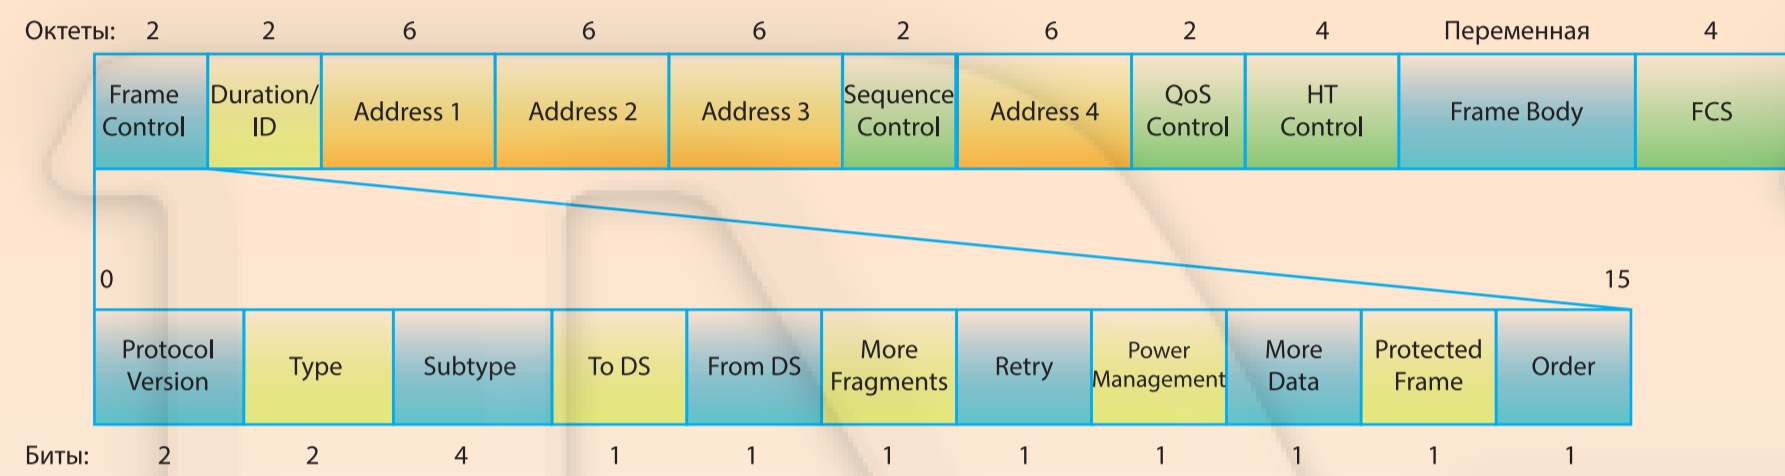 Октеты: 2 2 6 6 6 2 6 2 4 Переменная 4
Frame Control
Duration/ ID
Address 1
Address 2
Address 3
Sequence Control
Address 4
QoS Control
HT Control
Frame Body
FCS
0 15
Protocol Version
Type
Subtype
To DS
From DS
More Fragments
Retry
Power Management
More Data
Protected Frame
Order
Биты: 2 2 4 1 1 1 1 1 1 1 1